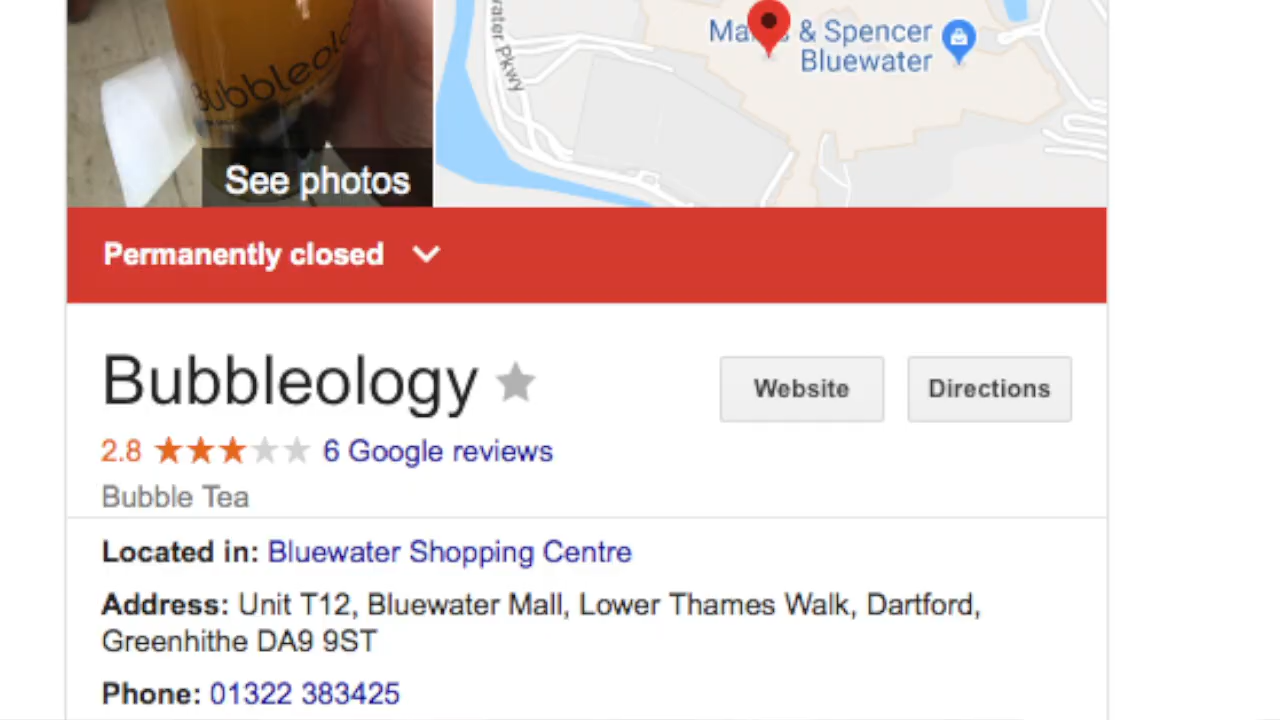 Bubbleolo
water Pkwy
Ma s & Spencer
Bluewater
See photos
Permanently closed
Bubbleology
Website
Directions
2.8
6 Google reviews
Bubble Tea
Located in: Bluewater Shopping Centre
Address: Unit T12, Bluewater Mall, Lower Thames Walk, Dartford,
Greenhithe DA9 9ST
Phone: 01322 383425